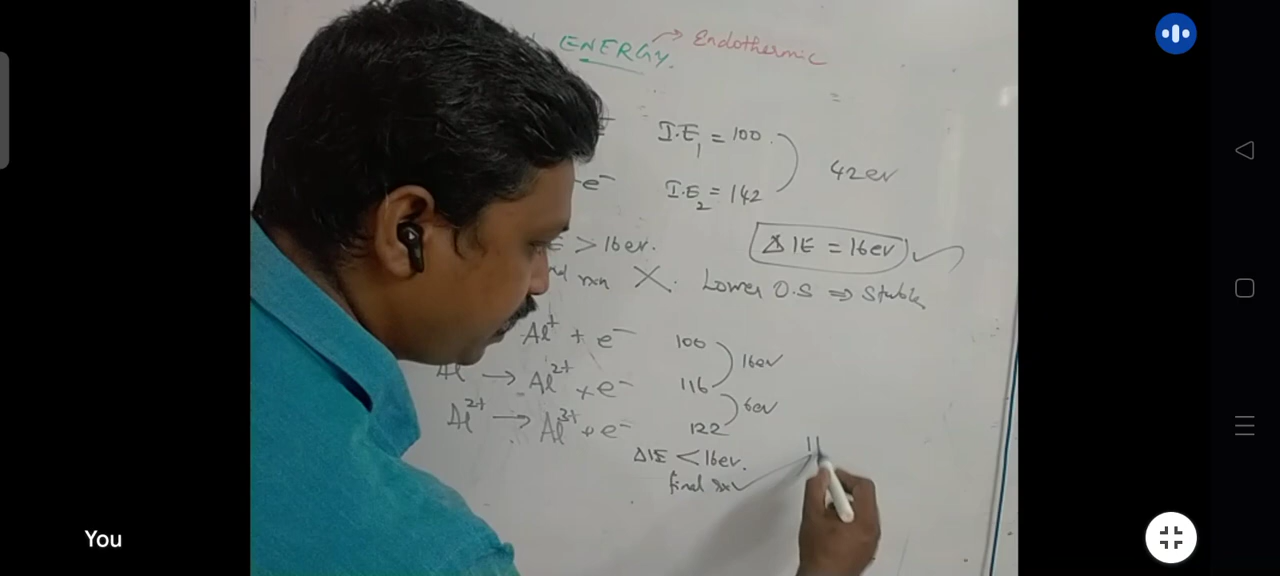 ENERGY. → Endothermic
=
I.E₁ = 100
42ev
e⁻ I.E₂ = 142
E > 16ev. ΔIE = 16ev ✓
rxn X. Lower O.S ⇒ Stable
Al⁺ + e⁻ 100
16ev
Al → Al²⁺ + e⁻ 116
6ev
Al²⁺ → Al³⁺ + e⁻ 122
ΔIE < 16ev.
final rxn ✓ 11
You